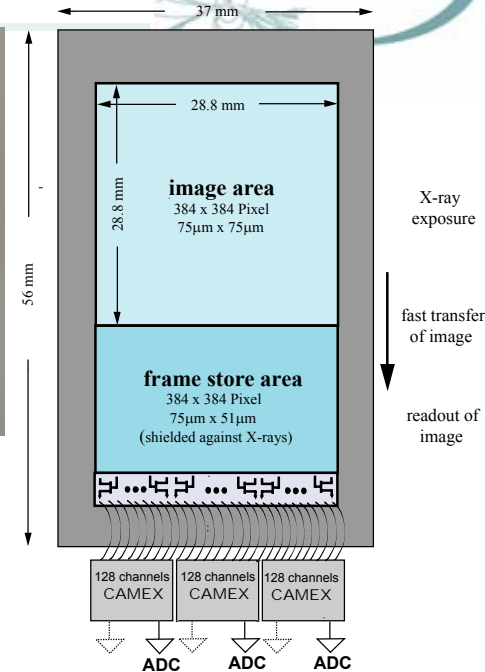 37 mm
28.8 mm
28.8 mm
56 mm
image area
384 x 384 Pixel
75µm x 75µm
X-ray
exposure
fast transfer
of image
frame store area
384 x 384 Pixel
75µm x 51µm
(shielded against X-rays)
readout of
image
128 channels
CAMEX
128 channels
CAMEX
128 channels
CAMEX
ADC
ADC
ADC